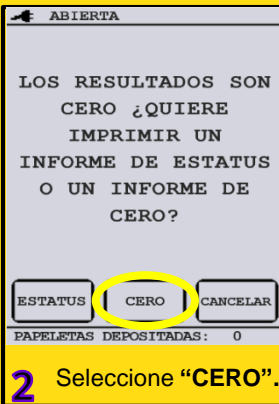 ABIERTA
LOS RESULTADOS SON
CERO ¿QUIERE
IMPRIMIR UN
INFORME DE ESTATUS
O UN INFORME DE
CERO?
ESTATUS CERO CANCELAR
PAPELETAS DEPOSITADAS: 0
2 Seleccione “CERO”.